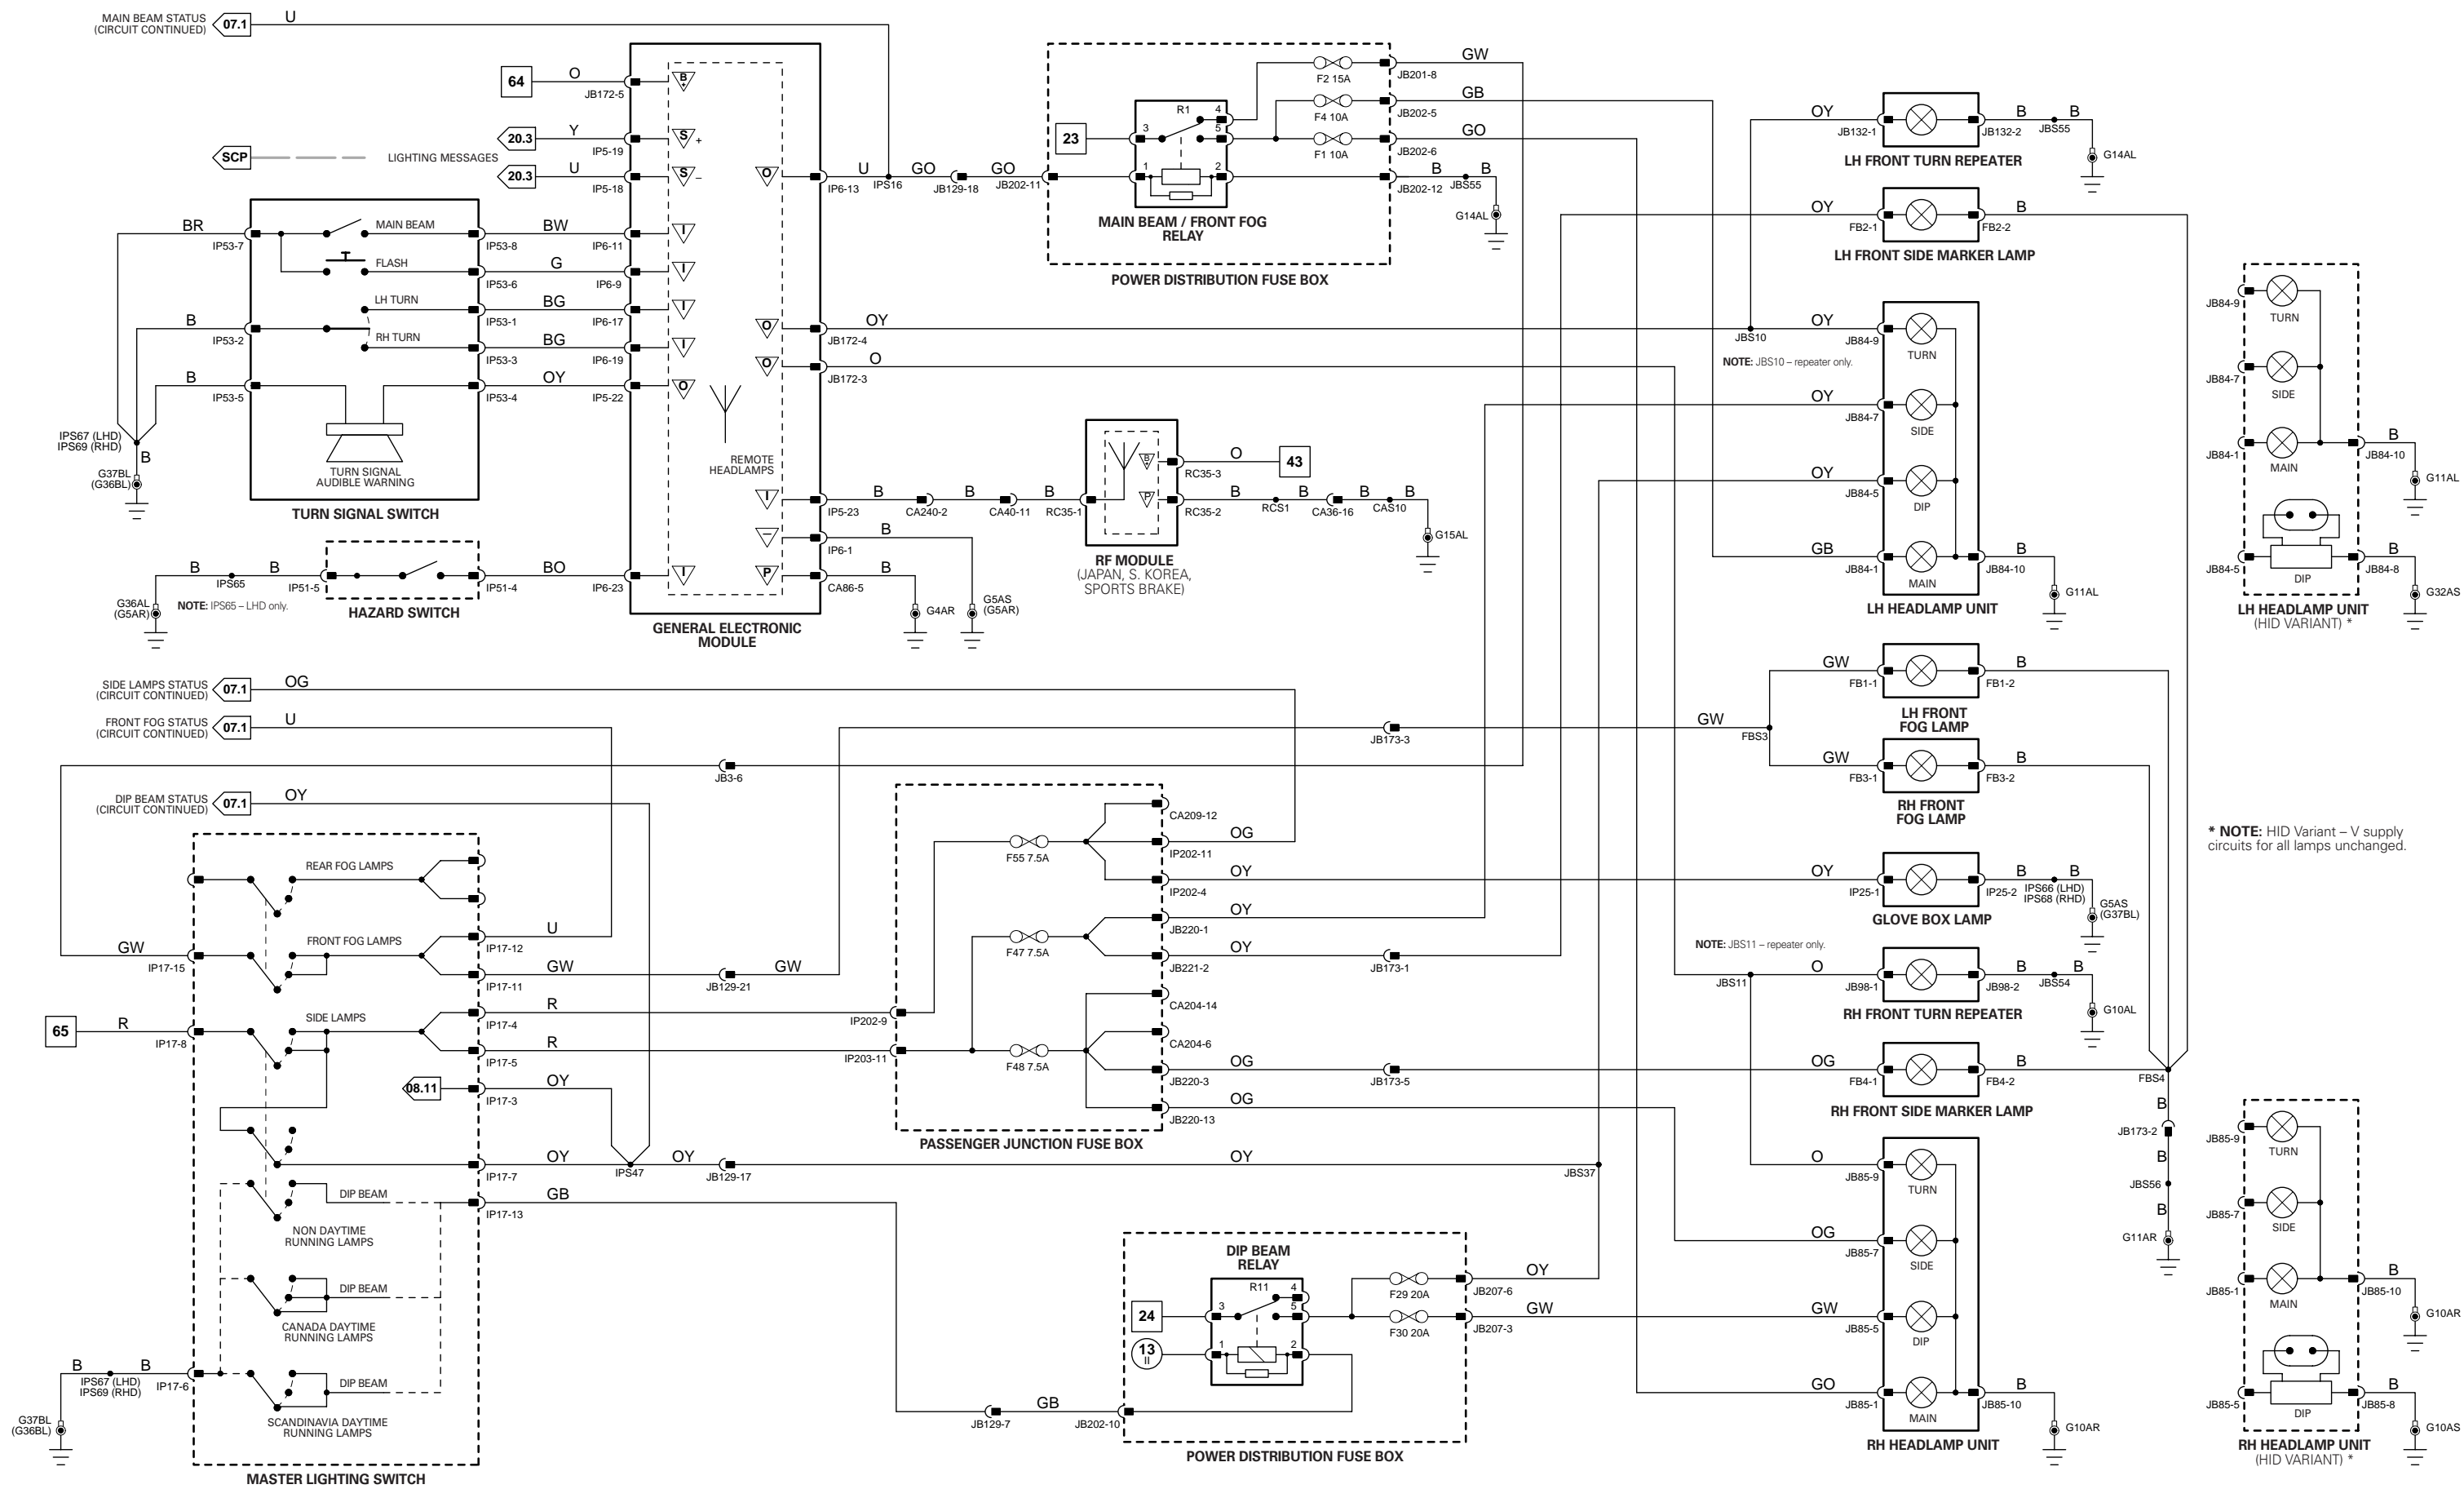 MAIN BEAM STATUS
(CIRCUIT CONTINUED)
07.1
U
64
O
JB172-5
B
+
20.3
Y
IP5-19
S
+
SCP
LIGHTING MESSAGES
20.3
U
IP5-18
S
–
O
IP6-13
U
IPS16
GO
JB129-18
GO
JB202-11
BR
IP53-7
MAIN BEAM
IP53-8
BW
IP6-11
I
FLASH
IP53-6
G
IP6-9
I
LH TURN
IP53-1
BG
IP6-17
I
B
IP53-2
RH TURN
IP53-3
BG
IP6-19
I
B
IP53-5
IP53-4
OY
IP5-22
O
IPS67 (LHD)
IPS69 (RHD)
B
G37BL
(G36BL)
TURN SIGNAL
AUDIBLE WARNING
TURN SIGNAL SWITCH
B
IPS65
B
IP51-5
IP51-4
BO
IP6-23
I
G36AL
(G5AR)
NOTE: IPS65 – LHD only.
HAZARD SWITCH
REMOTE
HEADLAMPS
O
JB172-4
OY
O
JB172-3
O
I
IP5-23
B
CA240-2
B
CA40-11
B
RC35-1
–
IP6-1
B
P
CA86-5
B
G4AR
G5AS
(G5AR)
GENERAL ELECTRONIC
MODULE
23
R1
3
4
5
1
2
F2 15A
JB201-8
GW
F4 10A
JB202-5
GB
F1 10A
JB202-6
GO
B
JB202-12
JBS55
B
G14AL
MAIN BEAM / FRONT FOG
RELAY
POWER DISTRIBUTION FUSE BOX
B
+
RC35-3
O
43
P
RC35-2
B
RCS1
B
CA36-16
B
CAS10
B
G15AL
RF MODULE
(JAPAN, S. KOREA,
SPORTS BRAKE)
OY
JB132-1
B
JB132-2
JBS55
B
G14AL
LH FRONT TURN REPEATER
OY
FB2-1
B
FB2-2
LH FRONT SIDE MARKER LAMP
JBS10
NOTE: JBS10 – repeater only.
OY
JB84-9
TURN
OY
JB84-7
SIDE
OY
JB84-5
DIP
GB
JB84-1
MAIN
B
JB84-10
G11AL
LH HEADLAMP UNIT
JB84-9
TURN
JB84-7
SIDE
JB84-1
MAIN
B
JB84-10
G11AL
JB84-5
DIP
B
JB84-8
G32AS
LH HEADLAMP UNIT
(HID VARIANT) *
SIDE LAMPS STATUS
(CIRCUIT CONTINUED)
07.1
OG
FRONT FOG STATUS
(CIRCUIT CONTINUED)
07.1
U
JB3-6
JB173-3
GW
FBS3
DIP BEAM STATUS
(CIRCUIT CONTINUED)
07.1
OY
GW
FB1-1
B
FB1-2
LH FRONT
FOG LAMP
GW
FB3-1
B
FB3-2
RH FRONT
FOG LAMP
* NOTE: HID Variant – V supply
circuits for all lamps unchanged.
REAR FOG LAMPS
GW
IP17-15
FRONT FOG LAMPS
IP17-12
U
IP17-11
GW
JB129-21
GW
65
R
IP17-8
SIDE LAMPS
IP17-4
R
IP202-9
IP17-5
R
IP203-11
08.11
IP17-3
OY
IP17-7
OY
IPS47
OY
JB129-17
OY
JBS37
IP17-13
GB
DIP BEAM
NON DAYTIME
RUNNING LAMPS
DIP BEAM
CANADA DAYTIME
RUNNING LAMPS
DIP BEAM
SCANDINAVIA DAYTIME
RUNNING LAMPS
B
IPS67 (LHD)
IPS69 (RHD)
B
IP17-6
G37BL
(G36BL)
MASTER LIGHTING SWITCH
F55 7.5A
CA209-12
IP202-11
OG
IP202-4
OY
F47 7.5A
JB220-1
OY
JB221-2
OY
JB173-1
CA204-14
F48 7.5A
CA204-6
JB220-3
OG
JB173-5
JB220-13
OG
PASSENGER JUNCTION FUSE BOX
OY
IP25-1
B
IP25-2
IPS66 (LHD)
IPS68 (RHD)
B
G5AS
(G37BL)
GLOVE BOX LAMP
NOTE: JBS11 – repeater only.
JBS11
O
JB98-1
B
JB98-2
JBS54
B
G10AL
RH FRONT TURN REPEATER
OG
FB4-1
B
FB4-2
FBS4
RH FRONT SIDE MARKER LAMP
B
JB173-2
B
JBS56
B
G11AR
DIP BEAM
RELAY
24
13
II
R11
3
4
5
1
2
F29 20A
JB207-6
OY
F30 20A
JB207-3
GW
JB129-7
GB
JB202-10
POWER DISTRIBUTION FUSE BOX
O
JB85-9
TURN
OG
JB85-7
SIDE
GW
JB85-5
DIP
GO
JB85-1
MAIN
B
JB85-10
G10AR
RH HEADLAMP UNIT
JB85-9
TURN
JB85-7
SIDE
JB85-1
MAIN
B
JB85-10
G10AR
JB85-5
DIP
B
JB85-8
G10AS
RH HEADLAMP UNIT
(HID VARIANT) *